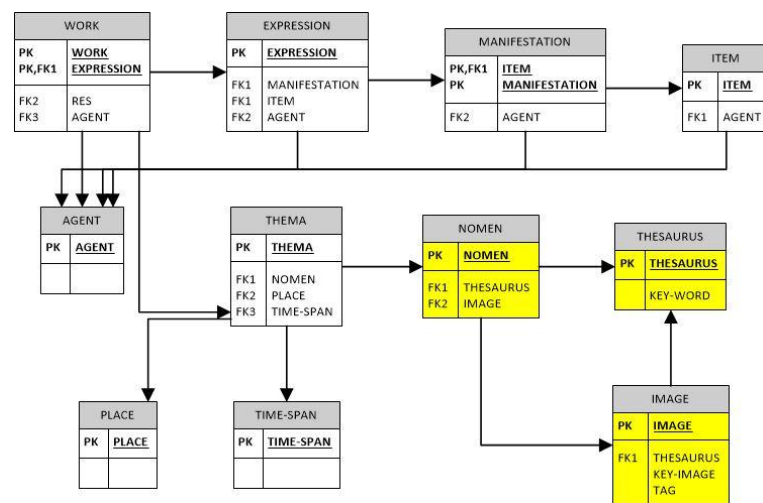 WORK
PK WORK
PK,FK1 EXPRESSION
FK2 RES
FK3 AGENT
EXPRESSION
PK EXPRESSION
FK1 MANIFESTATION
FK1 ITEM
FK2 AGENT
MANIFESTATION
PK,FK1 ITEM
PK MANIFESTATION
FK2 AGENT
ITEM
PK ITEM
FK1 AGENT
AGENT
PK AGENT
THEMA
PK THEMA
FK1 NOMEN
FK2 PLACE
FK3 TIME-SPAN
NOMEN
PK NOMEN
FK1 THESAURUS
FK2 IMAGE
THESAURUS
PK THESAURUS
KEY-WORD
PLACE
PK PLACE
TIME-SPAN
PK TIME-SPAN
IMAGE
PK IMAGE
FK1 THESAURUS
KEY-IMAGE
TAG